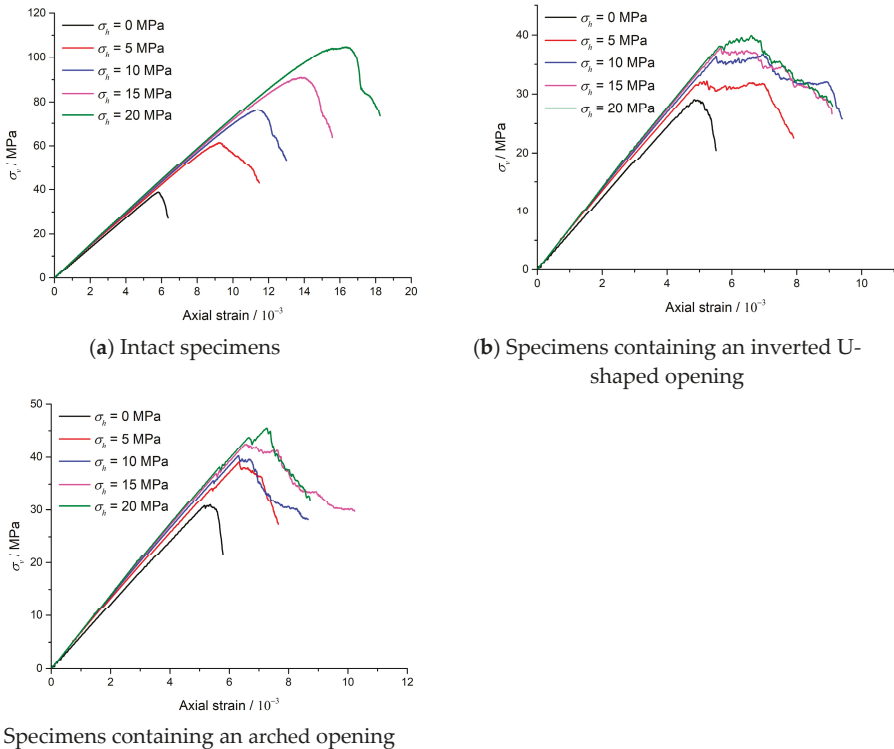 σh = 0 MPa
σh = 5 MPa
σh = 10 MPa
σh = 15 MPa
σh = 20 MPa
120
100
80
60
40
20
0
σv / MPa
0 2 4 6 8 10 12 14 16 18 20
Axial strain / 10⁻³
(a) Intact specimens
σh = 0 MPa
σh = 5 MPa
σh = 10 MPa
σh = 15 MPa
σh = 20 MPa
40
30
20
10
0
σv / MPa
0 2 4 6 8 10
Axial strain / 10⁻³
(b) Specimens containing an inverted U-
shaped opening
σh = 0 MPa
σh = 5 MPa
σh = 10 MPa
σh = 15 MPa
σh = 20 MPa
50
40
30
20
10
0
σv / MPa
0 2 4 6 8 10 12
Axial strain / 10⁻³
Specimens containing an arched opening